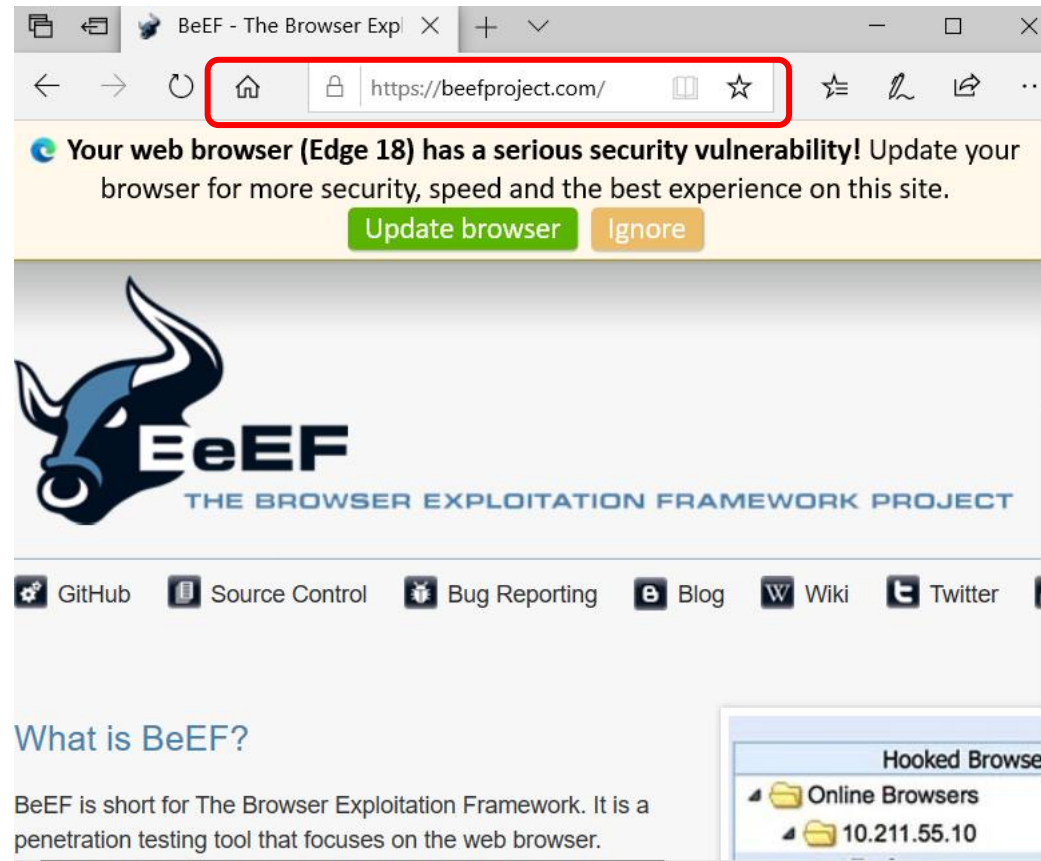 BeEF - The Browser Expl
https://beefproject.com/
Your web browser (Edge 18) has a serious security vulnerability! Update your
browser for more security, speed and the best experience on this site.
Update browser Ignore
BeEF
THE BROWSER EXPLOITATION FRAMEWORK PROJECT
GitHub Source Control Bug Reporting Blog Wiki Twitter
What is BeEF?
BeEF is short for The Browser Exploitation Framework. It is a
penetration testing tool that focuses on the web browser.
Hooked Browse
Online Browsers
10.211.55.10